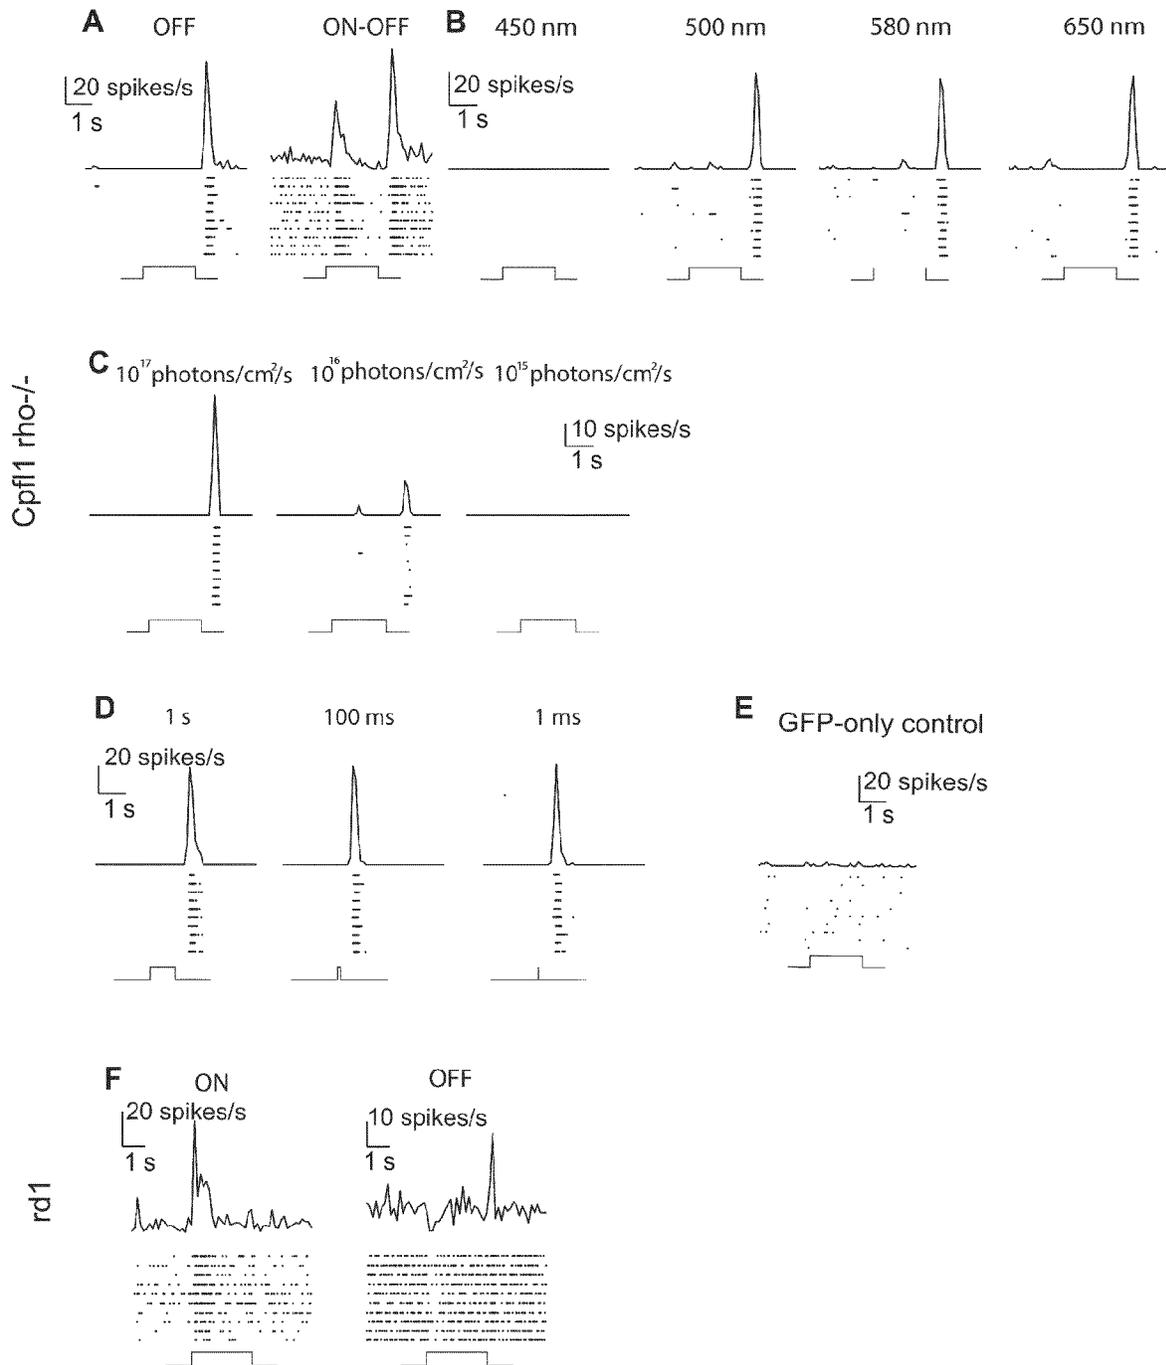 A
OFF
ON-OFF
20 spikes/s
1 s
B
450 nm
500 nm
580 nm
650 nm
20 spikes/s
1 s
Cpfl1 rho-/-
C
10¹⁷photons/cm²/s
10¹⁶photons/cm²/s
10¹⁵photons/cm²/s
10 spikes/s
1 s
D
1 s
100 ms
1 ms
20 spikes/s
1 s
E
GFP-only control
20 spikes/s
1 s
rd1
F
ON
OFF
20 spikes/s
1 s
10 spikes/s
1 s